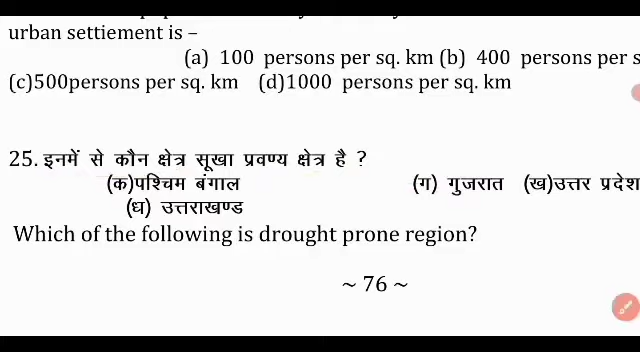 urban settiement is –
(a) 100 persons per sq. km (b) 400 persons per s
(c)500persons per sq. km (d)1000 persons per sq. km
25. इनमें से कौन क्षेत्र सूखा प्रवण्य क्षेत्र है ?
(क)पश्चिम बंगाल (ग) गुजरात (ख)उत्तर प्रदेश
(ध) उत्तराखण्ड
Which of the following is drought prone region?
~ 76 ~